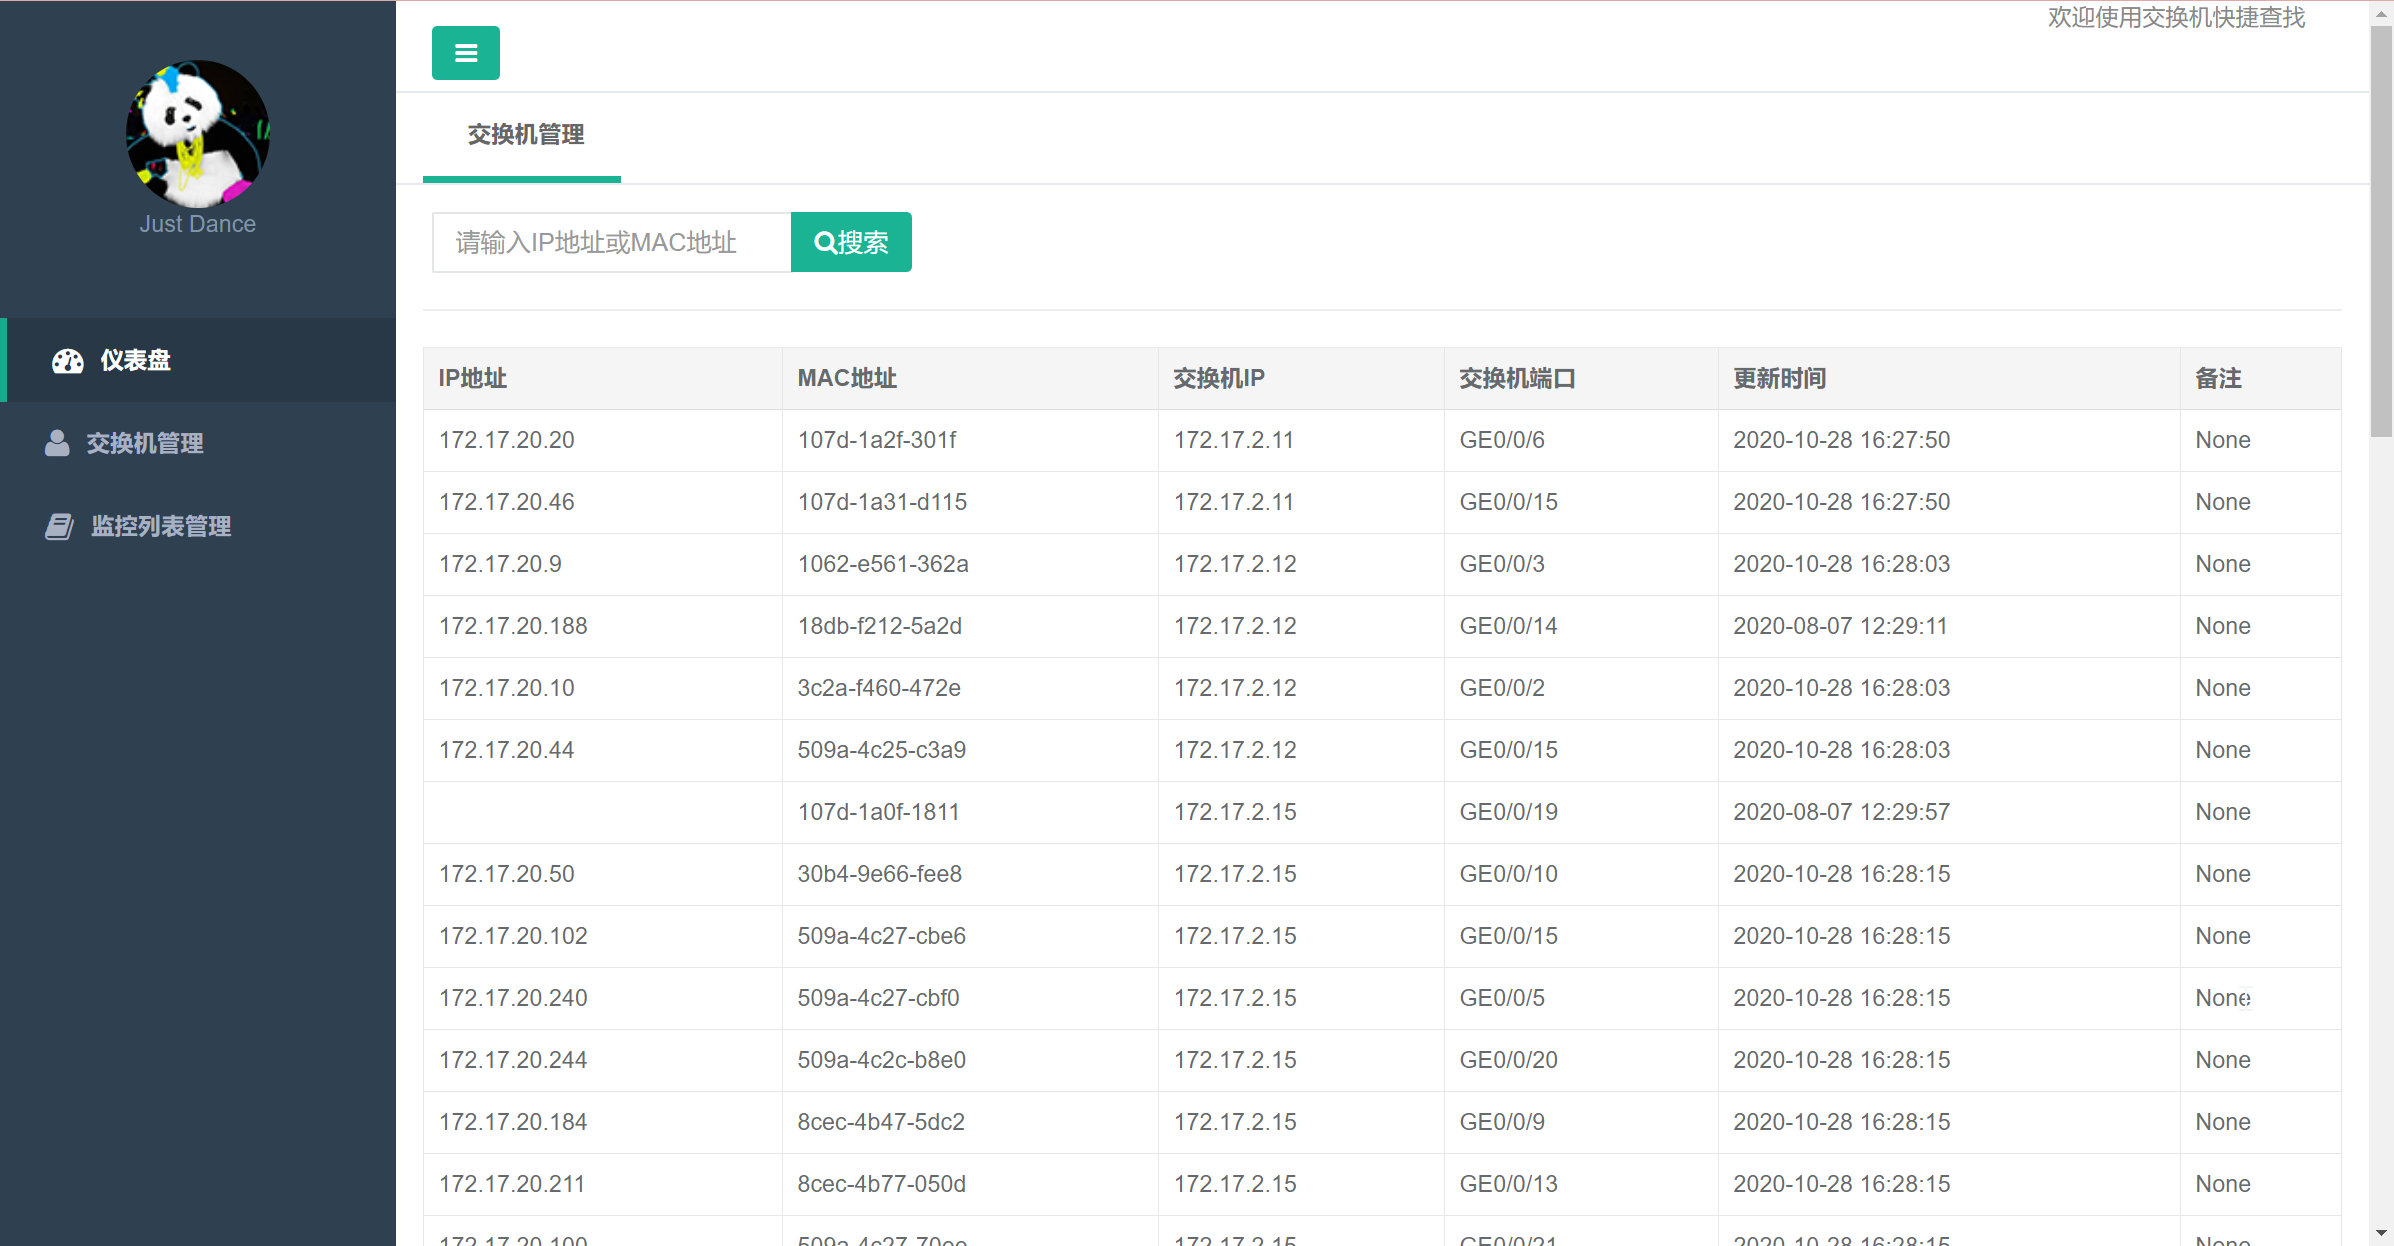 欢迎使用交换机快捷查找
Just Dance
仪表盘
交换机管理
监控列表管理
交换机管理
请输入IP地址或MAC地址 搜索
IP地址 MAC地址 交换机IP 交换机端口 更新时间 备注
172.17.20.20 107d-1a2f-301f 172.17.2.11 GE0/0/6 2020-10-28 16:27:50 None
172.17.20.46 107d-1a31-d115 172.17.2.11 GE0/0/15 2020-10-28 16:27:50 None
172.17.20.9 1062-e561-362a 172.17.2.12 GE0/0/3 2020-10-28 16:28:03 None
172.17.20.188 18db-f212-5a2d 172.17.2.12 GE0/0/14 2020-08-07 12:29:11 None
172.17.20.10 3c2a-f460-472e 172.17.2.12 GE0/0/2 2020-10-28 16:28:03 None
172.17.20.44 509a-4c25-c3a9 172.17.2.12 GE0/0/15 2020-10-28 16:28:03 None
107d-1a0f-1811 172.17.2.15 GE0/0/19 2020-08-07 12:29:57 None
172.17.20.50 30b4-9e66-fee8 172.17.2.15 GE0/0/10 2020-10-28 16:28:15 None
172.17.20.102 509a-4c27-cbe6 172.17.2.15 GE0/0/15 2020-10-28 16:28:15 None
172.17.20.240 509a-4c27-cbf0 172.17.2.15 GE0/0/5 2020-10-28 16:28:15 None
172.17.20.244 509a-4c2c-b8e0 172.17.2.15 GE0/0/20 2020-10-28 16:28:15 None
172.17.20.184 8cec-4b47-5dc2 172.17.2.15 GE0/0/9 2020-10-28 16:28:15 None
172.17.20.211 8cec-4b77-050d 172.17.2.15 GE0/0/13 2020-10-28 16:28:15 None
172.17.2.15 2020-10-28 16:28:15 None